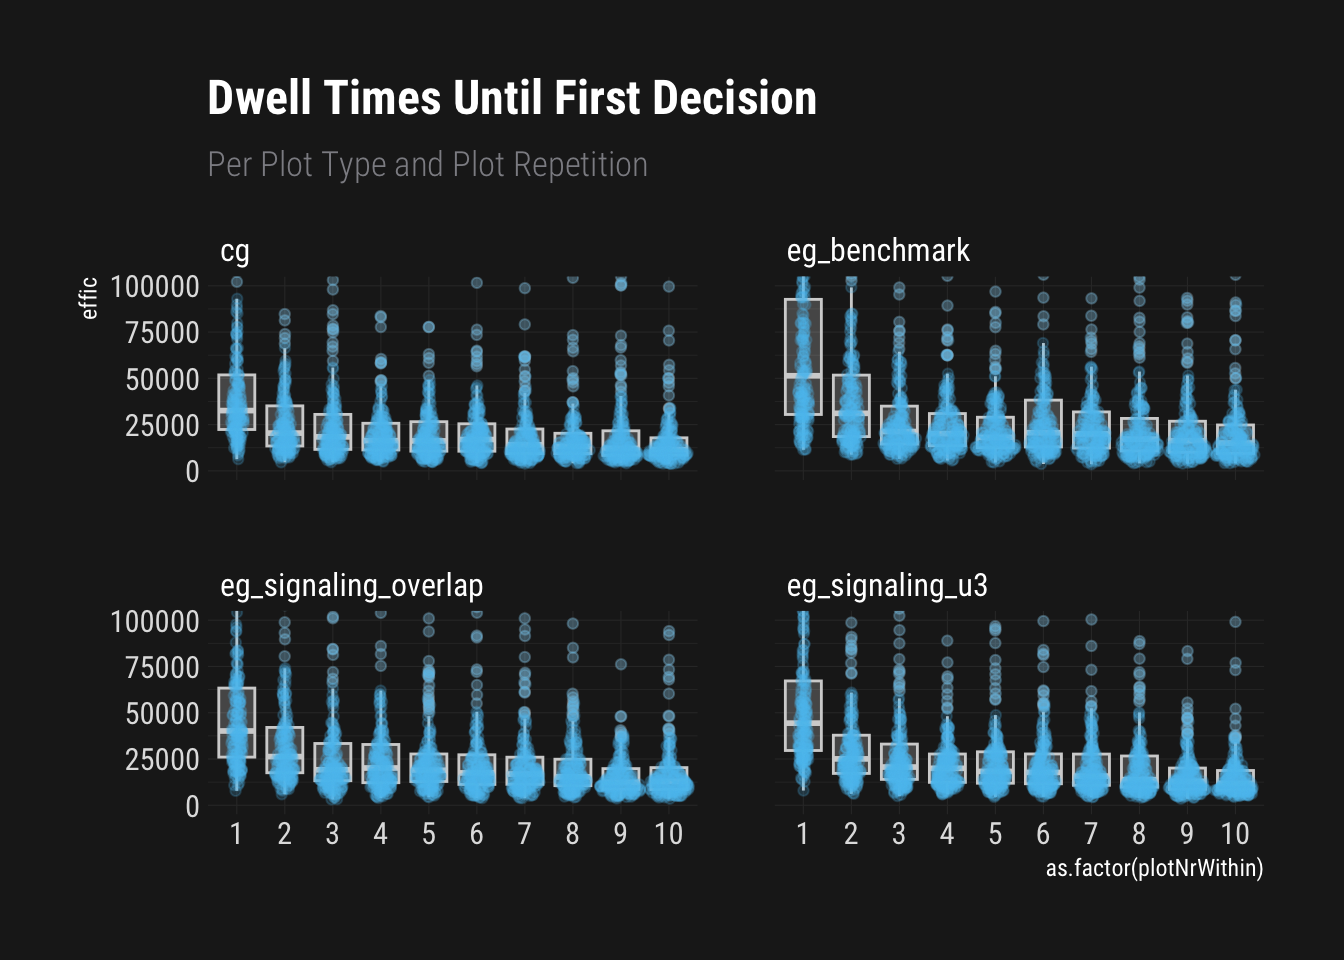 Dwell Times Until First Decision
Per Plot Type and Plot Repetition
cg
eg_benchmark
effic
100000
75000
50000
25000
0
eg_signaling_overlap
eg_signaling_u3
100000
75000
50000
25000
0
1 2 3 4 5 6 7 8 9 10
1 2 3 4 5 6 7 8 9 10
as.factor(plotNrWithin)